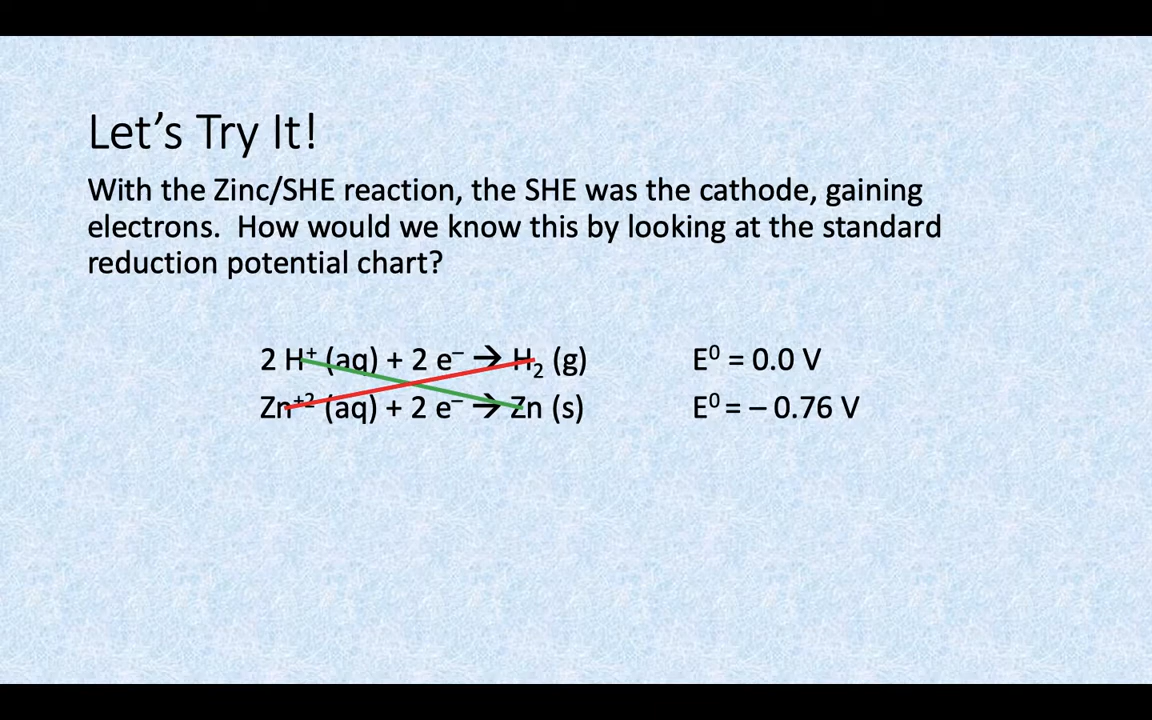 Let’s Try It!
With the Zinc/SHE reaction, the SHE was the cathode, gaining
electrons.  How would we know this by looking at the standard
reduction potential chart?
2 H⁺ (aq) + 2 e⁻ → H₂ (g) E⁰ = 0.0 V
Zn⁺² (aq) + 2 e⁻ → Zn (s) E⁰ = – 0.76 V